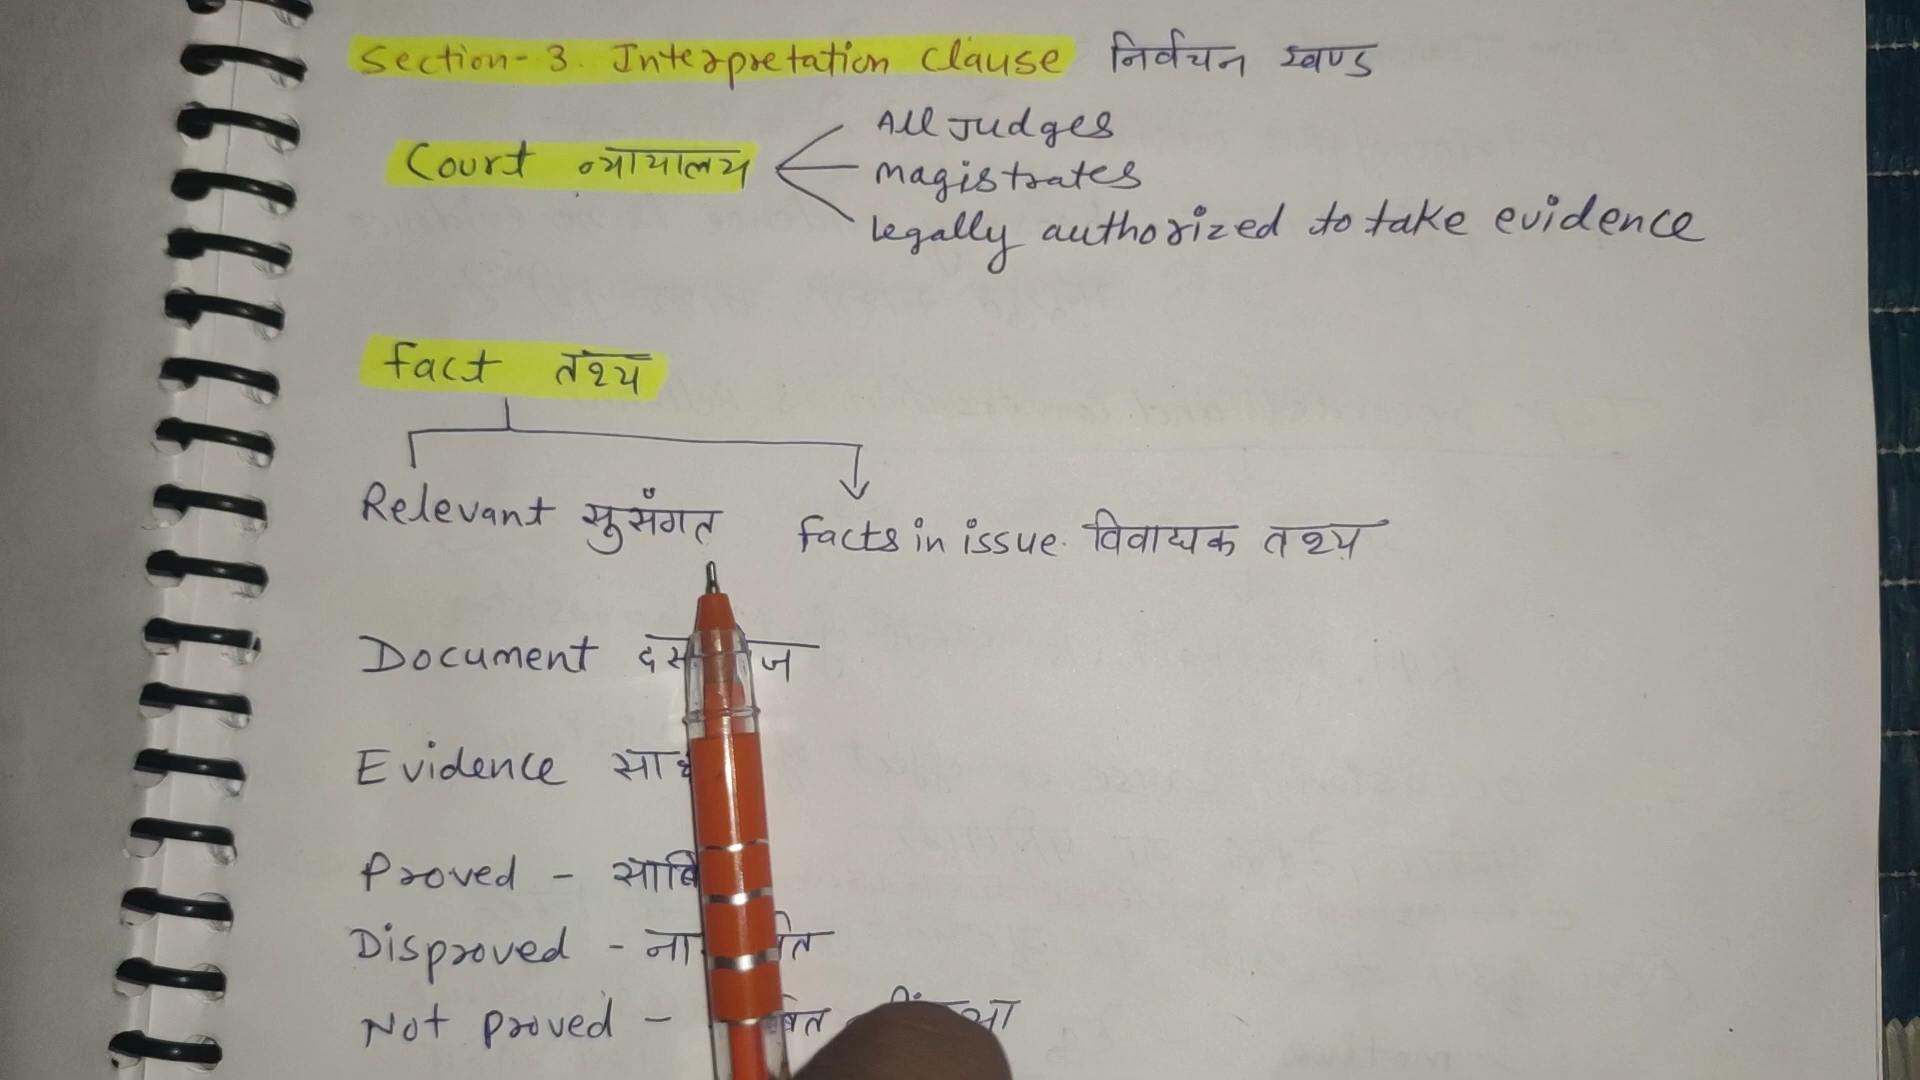 Section-3. Interpretation Clause निर्वचन खण्ड
Court न्यायालय
All Judges
magistrates
legally authorized to take evidence
fact तथ्य
Relevant सुसंगत
facts in issue. विवाद्यक तथ्य
Document
Evidence
Proved -
Disproved -
Not proved -